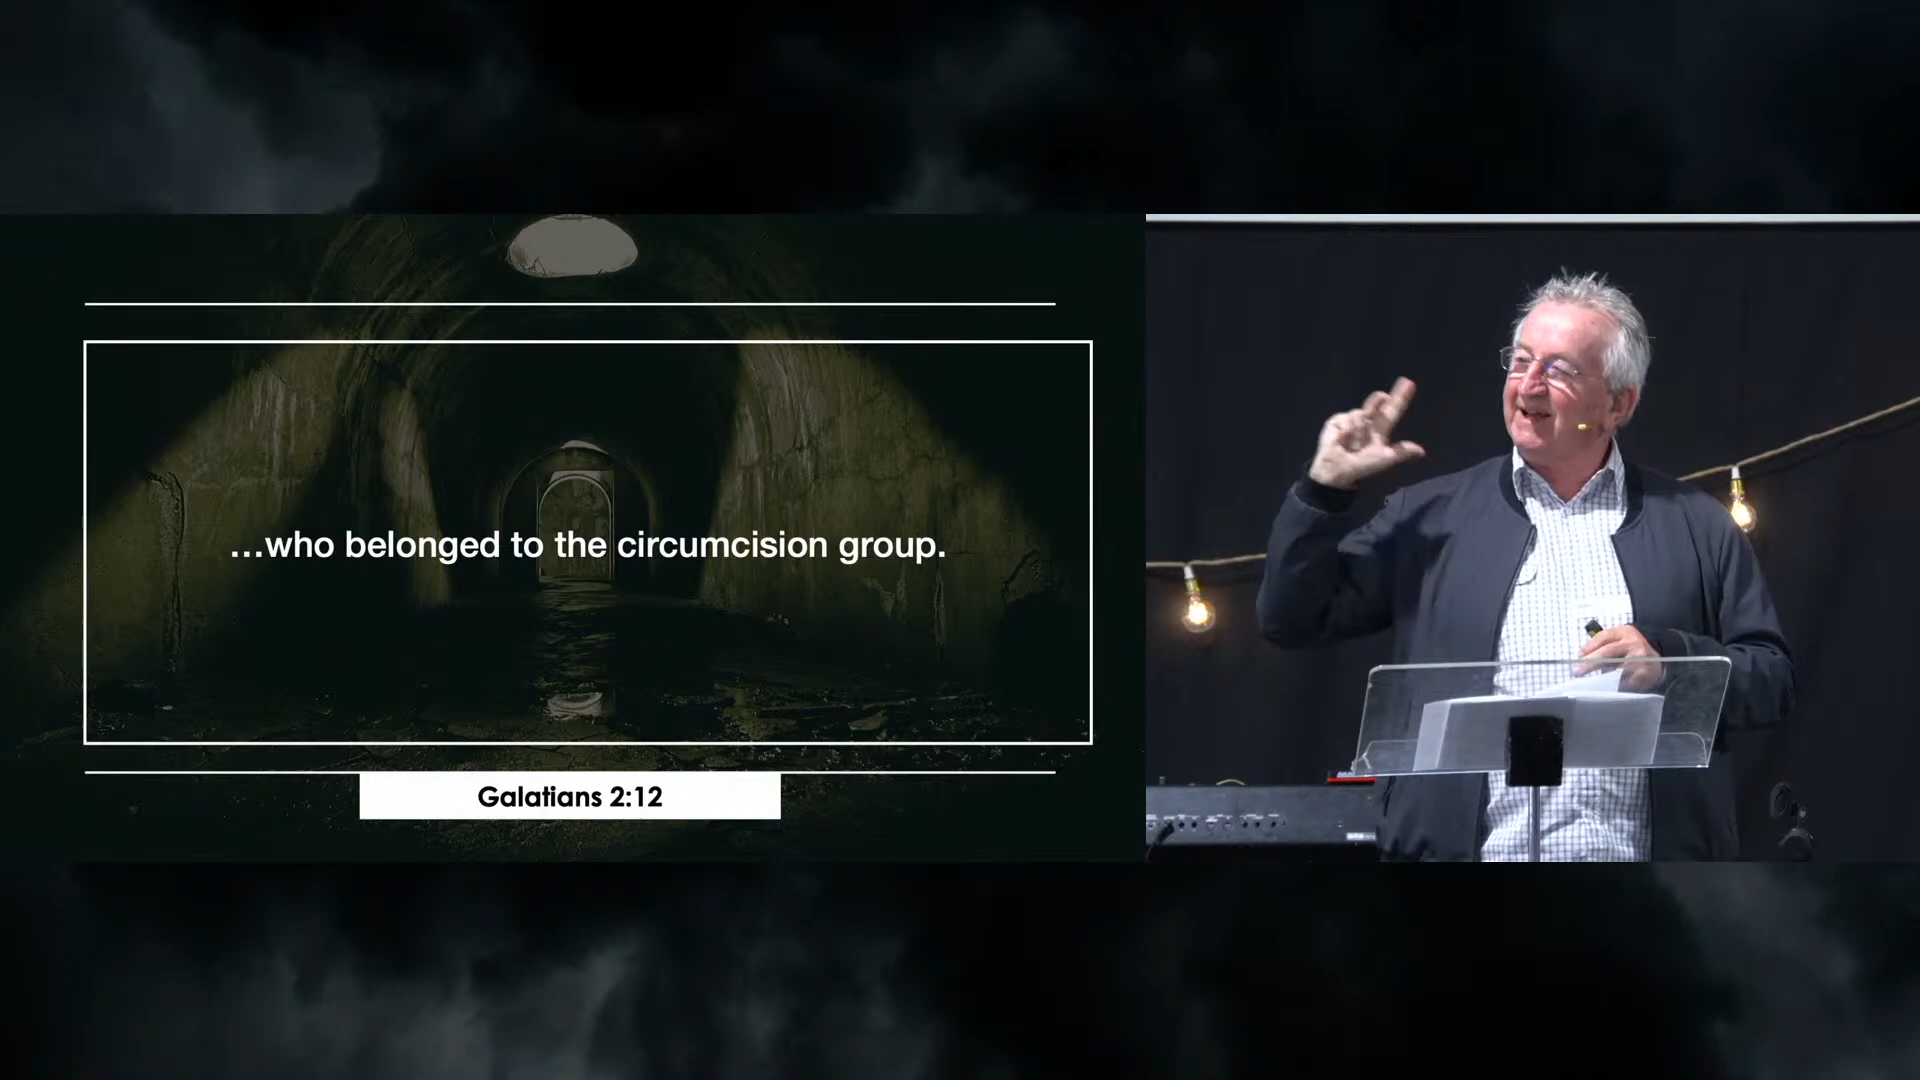 ...who belonged to the circumcision group.
Galatians 2:12